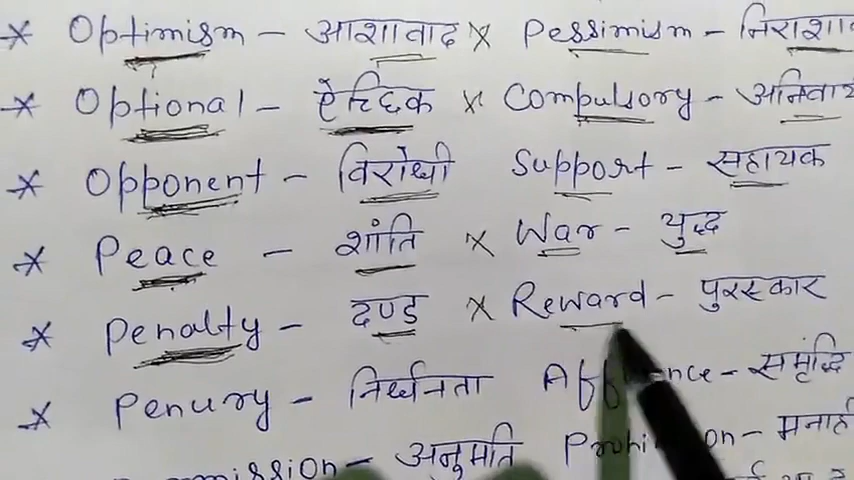 * Optimism - आशावाद x Pessimism - निराशा
* Optional - ऐच्छिक x Compulsory - अनिवार्य
* Opponent - विरोधी Support - सहायक
* Peace - शांति x War - युद्ध
* Penalty - दण्ड x Reward - पुरस्कार
* Penury - निर्धनता - समृद्धि
अनुमति